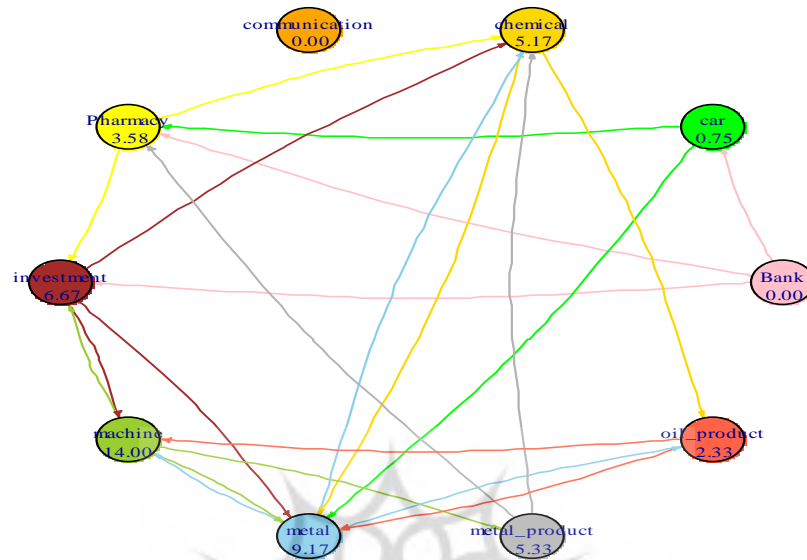 communication
0.00
chemical
5.17
Pharmacy
3.58
car
0.75
investment
6.67
Bank
0.00
machine
14.00
oil_product
2.33
metal
9.17
metal_product
5.33